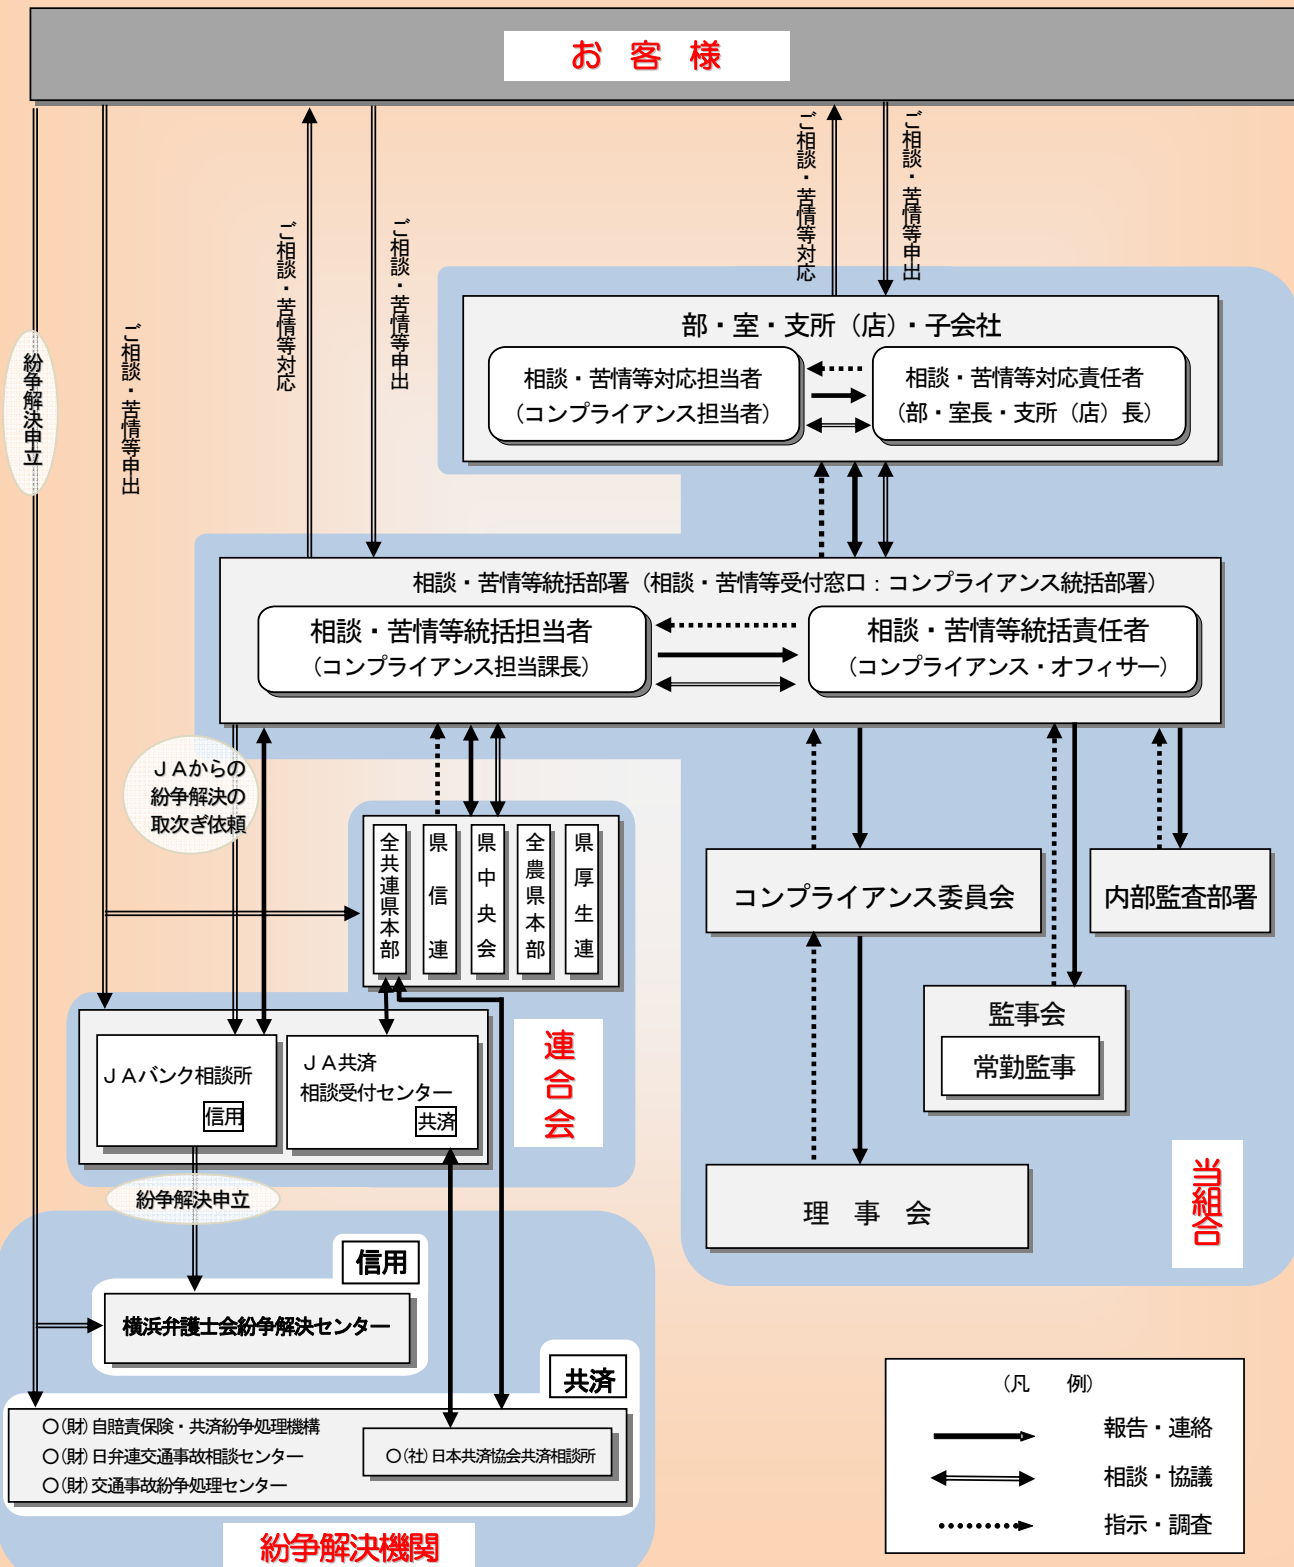 お 客 様
ご相談・苦情等対応
ご相談・苦情等申出
ご相談・苦情等対応
ご相談・苦情等申出
ご相談・苦情等申出
紛争解決申立
部・室・支所（店）・子会社
相談・苦情等対応担当者
（コンプライアンス担当者）
相談・苦情等対応責任者
（部・室長・支所（店）長）
相談・苦情等統括部署（相談・苦情等受付窓口：コンプライアンス統括部署）
相談・苦情等統括担当者
（コンプライアンス担当課長）
相談・苦情等統括責任者
（コンプライアンス・オフィサー）
ＪＡからの
紛争解決の
取次ぎ依頼
全共連県本部
県信連
県中央会
全農県本部
県厚生連
コンプライアンス委員会
内部監査部署
監事会
常勤監事
理 事 会
当組合
連合会
ＪＡバンク相談所
信用
ＪＡ共済
相談受付センター
共済
紛争解決申立
信用
横浜弁護士会紛争解決センター
共済
○（財）自賠責保険・共済紛争処理機構
○（財）日弁連交通事故相談センター
○（財）交通事故紛争処理センター
○（社）日本共済協会共済相談所
紛争解決機関
（凡 例）
報告・連絡
相談・協議
指示・調査